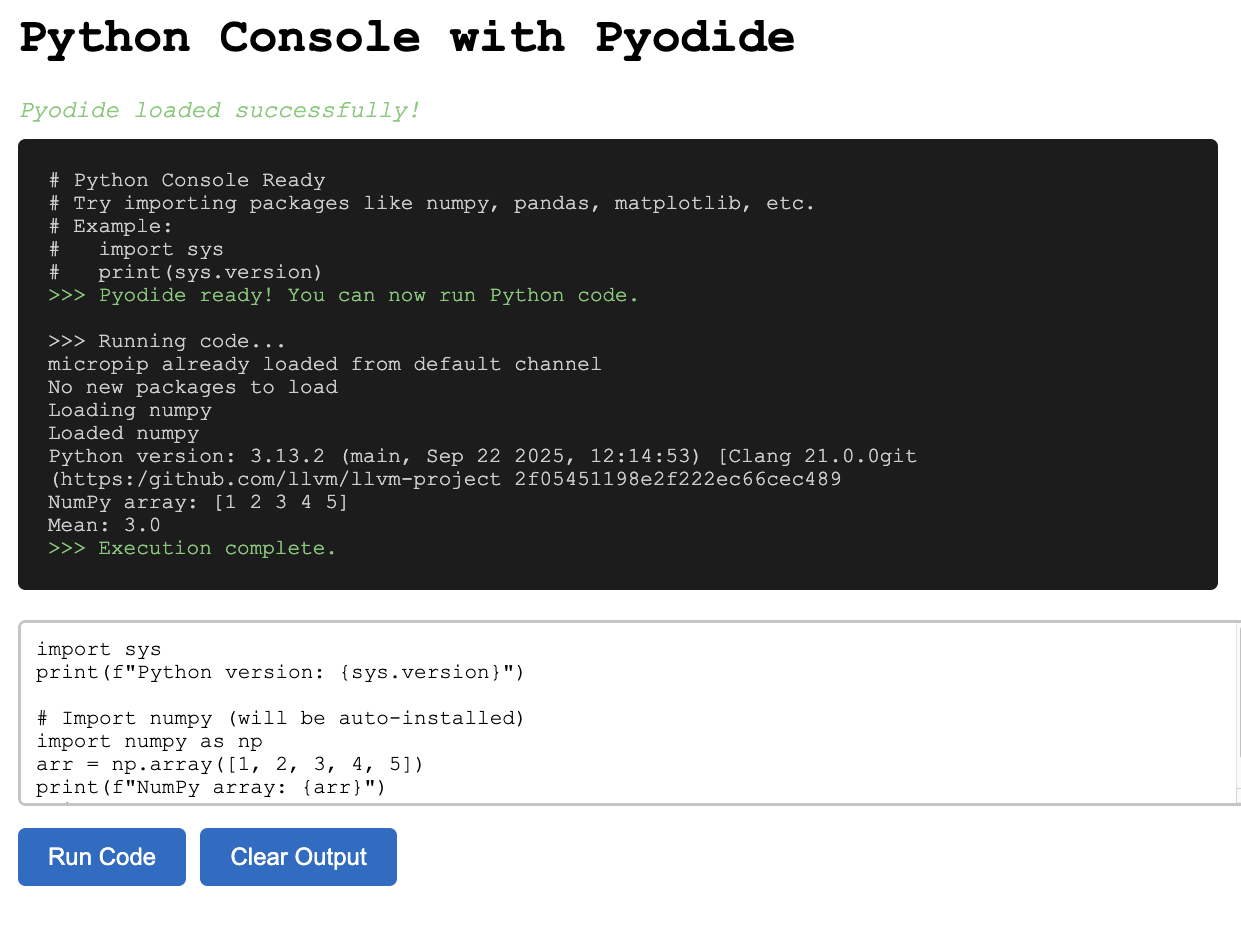 Python Console with Pyodide
Pyodide loaded successfully!
# Python Console Ready
# Try importing packages like numpy, pandas, matplotlib, etc.
# Example:
#   import sys
#   print(sys.version)
>>> Pyodide ready! You can now run Python code.
>>> Running code...
micropip already loaded from default channel
No new packages to load
Loading numpy
Loaded numpy
Python version: 3.13.2 (main, Sep 22 2025, 12:14:53) [Clang 21.0.0git
(https:/github.com/llvm/llvm-project 2f05451198e2f222ec66cec489
NumPy array: [1 2 3 4 5]
Mean: 3.0
>>> Execution complete.
import sys
print(f"Python version: {sys.version}")
# Import numpy (will be auto-installed)
import numpy as np
arr = np.array([1, 2, 3, 4, 5])
print(f"NumPy array: {arr}")
Run Code
Clear Output